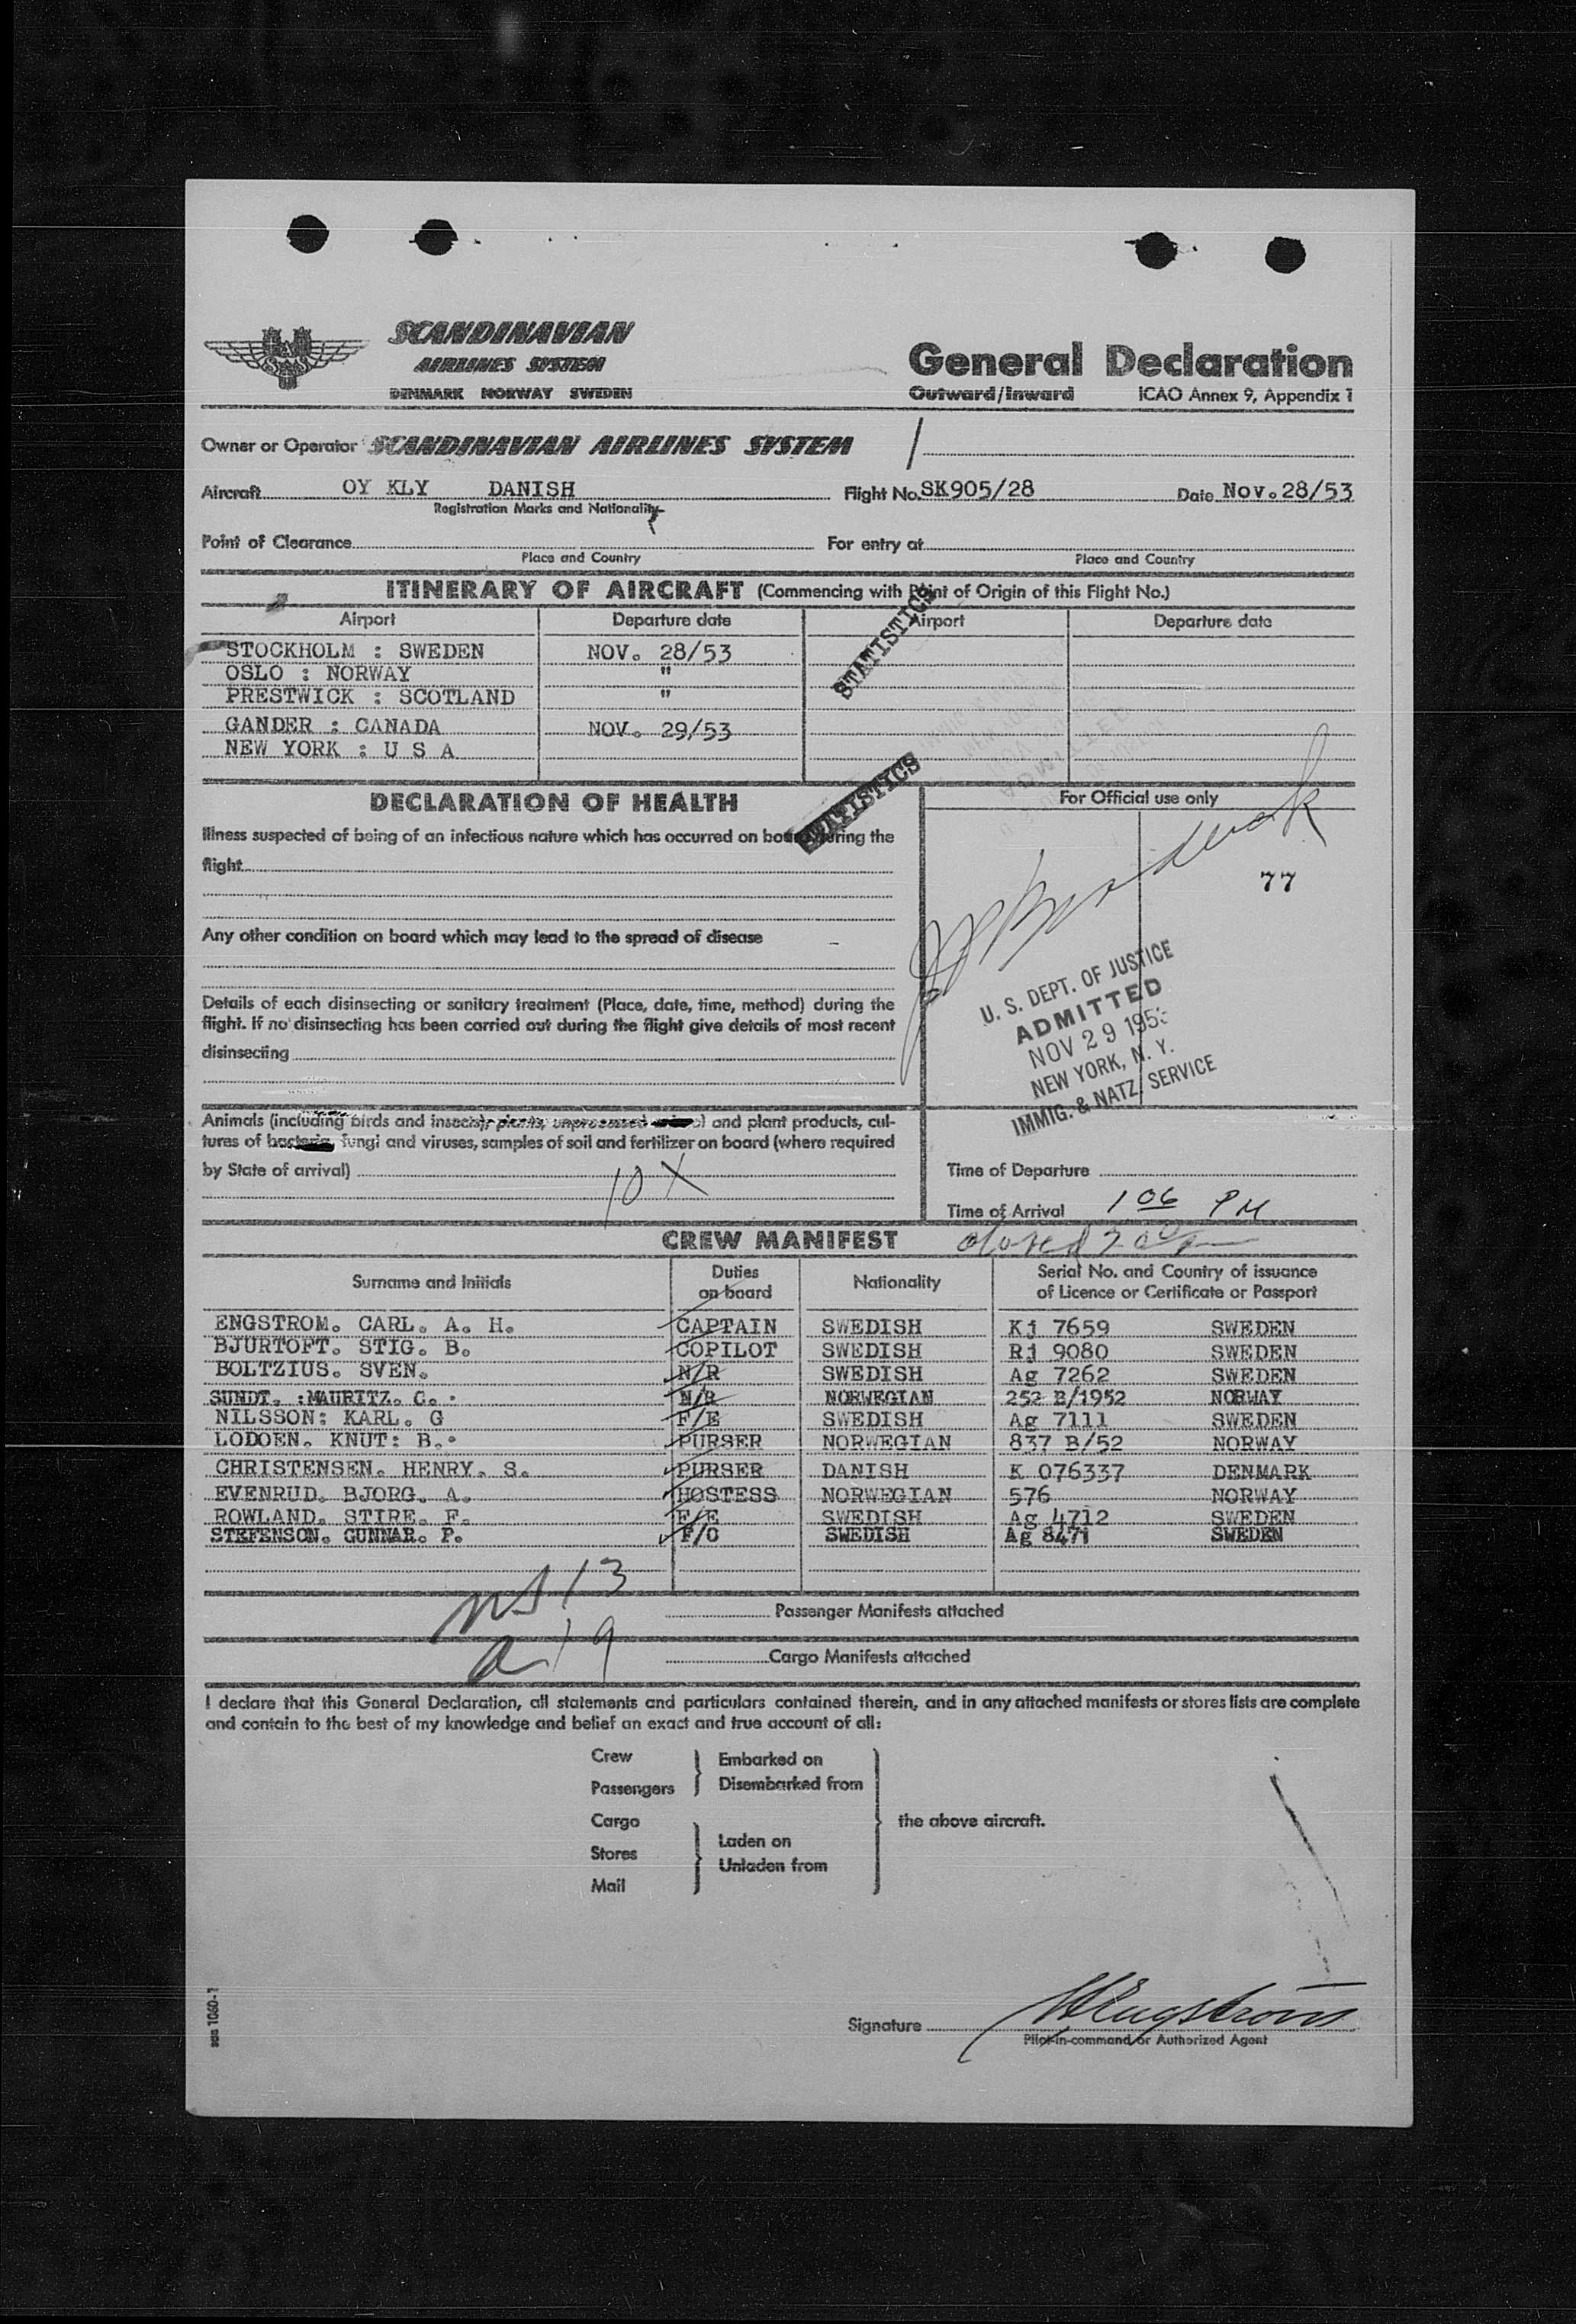 SCANDINAVIAN
AIRLINES SYSTEM
DENMARK NORWAY SWEDEN
General Declaration
Outward/Inward ICAO Annex 9, Appendix 1
Owner or Operator SCANDINAVIAN AIRLINES SYSTEM /
Aircraft OY KLY DANISH Flight No. SK905/28 Date Nov. 28/53
Registration Marks and Nationality
Point of Clearance For entry at
Place and Country Place and Country
ITINERARY OF AIRCRAFT (Commencing with Point of Origin of this Flight No.)
Airport Departure date Airport Departure date
STOCKHOLM : SWEDEN NOV. 28/53
OSLO : NORWAY "
PRESTWICK : SCOTLAND "
GANDER : CANADA NOV. 29/53
NEW YORK : U S A
STATISTICS
STATISTICS
DECLARATION OF HEALTH
Illness suspected of being of an infectious nature which has occurred on board during the
flight
Any other condition on board which may lead to the spread of disease
Details of each disinsecting or sanitary treatment (Place, date, time, method) during the
flight. If no disinsecting has been carried out during the flight give details of most recent
disinsecting
Animals (including birds and insects), plants, unprocessed and plant products, cul-
tures of bacteria, fungi and viruses, samples of soil and fertilizer on board (where required
by State of arrival)
10 X
For Official use only
77
U. S. DEPT. OF JUSTICE
ADMITTED
NOV 29 1953
NEW YORK, N. Y.
IMMIG. & NATZ. SERVICE
Time of Departure
Time of Arrival 1 06 PM
CREW MANIFEST
Surname and Initials Duties on board Nationality Serial No. and Country of issuance of Licence or Certificate or Passport
ENGSTROM. CARL. A. H. CAPTAIN SWEDISH Kj 7659 SWEDEN
BJURTOFT. STIG. B. COPILOT SWEDISH Rj 9080 SWEDEN
BOLTZIUS. SVEN. N/R SWEDISH Ag 7262 SWEDEN
SUNDT. :MAURITZ. C. N/R NORWEGIAN 252 B/1952 NORWAY
NILSSON: KARL. G F/E SWEDISH Ag 7111 SWEDEN
LODOEN. KNUT: B. PURSER NORWEGIAN 837 B/52 NORWAY
CHRISTENSEN. HENRY. S. PURSER DANISH K 076337 DENMARK
EVENRUD. BJORG. A. HOSTESS NORWEGIAN 576 NORWAY
ROWLAND. STIRE. F. F/E SWEDISH Ag 4712 SWEDEN
STEFENSON. GUNNAR. P. F/O SWEDISH Ag 8471 SWEDEN
Passenger Manifests attached
Cargo Manifests attached
I declare that this General Declaration, all statements and particulars contained therein, and in any attached manifests or stores lists are complete
and contain to the best of my knowledge and belief an exact and true account of all:
Crew
Passengers
Embarked on
Disembarked from
Cargo
Stores
Mail
Laden on
Unladen from
the above aircraft.
sas 1060-1
Signature
Pilot-in-command or Authorized Agent